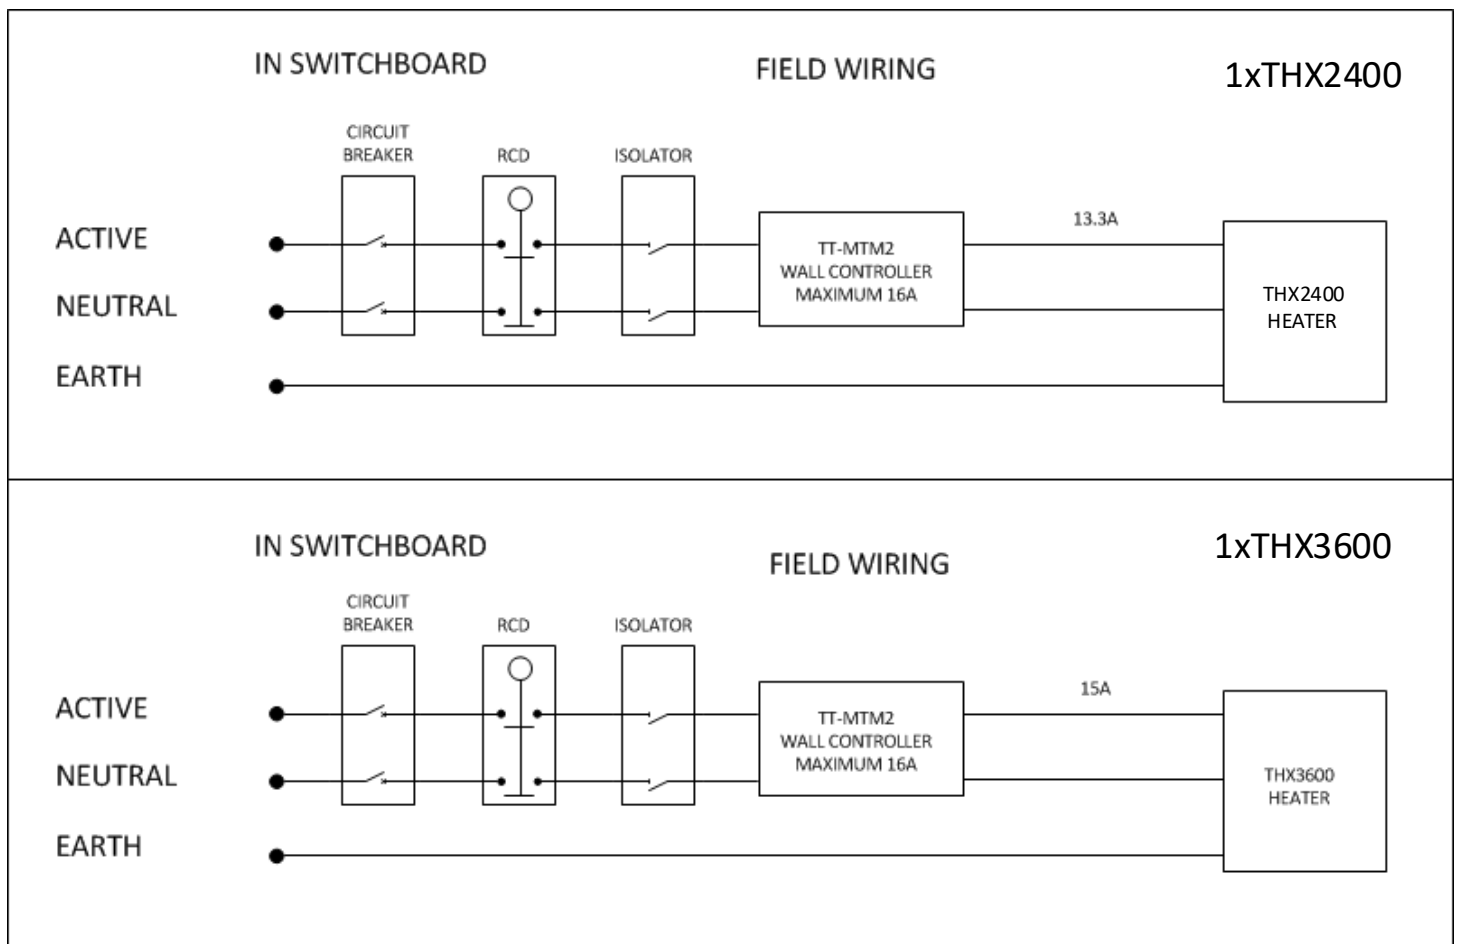 IN SWITCHBOARD
FIELD WIRING
1xTHX2400
CIRCUIT
BREAKER
RCD
ISOLATOR
ACTIVE
NEUTRAL
EARTH
TT-MTM2
WALL CONTROLLER
MAXIMUM 16A
13.3A
THX2400
HEATER
IN SWITCHBOARD
FIELD WIRING
1xTHX3600
CIRCUIT
BREAKER
RCD
ISOLATOR
ACTIVE
NEUTRAL
EARTH
TT-MTM2
WALL CONTROLLER
MAXIMUM 16A
15A
THX3600
HEATER